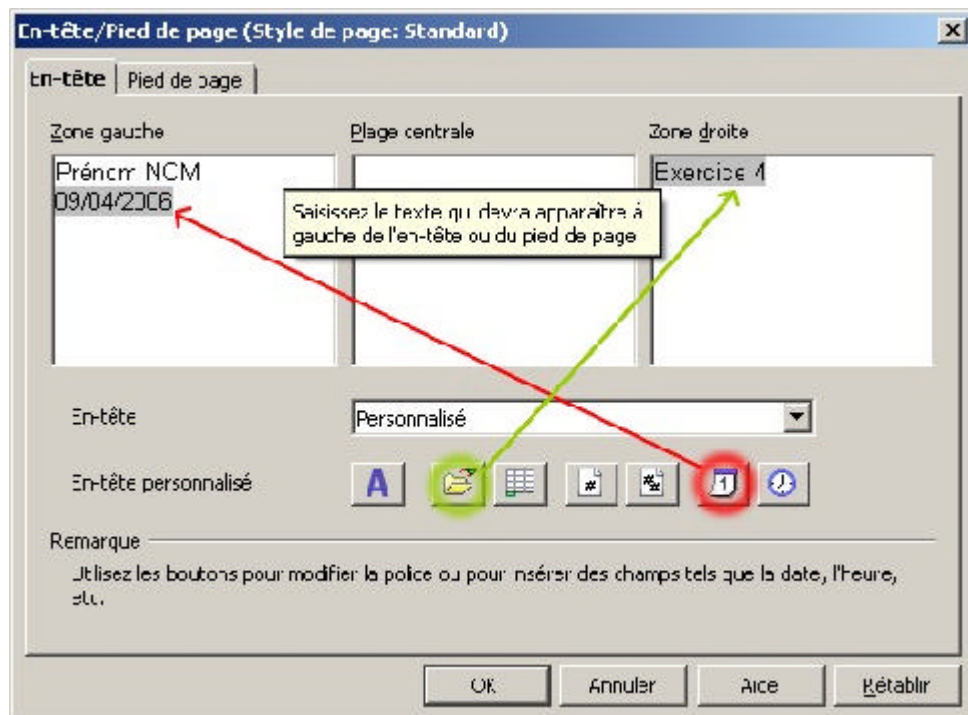 En-tête/Pied de page (Style de page: Standard)
En-tête
Pied de page
Zone gauche
Plage centrale
Zone droite
Prénom NOM
09/04/2006
Exercice 4
Saisissez le texte qui devra apparaître à
gauche de l'en-tête ou du pied de page
En-tête
Personnalisé
En-tête personnalisé
A
Remarque
Utilisez les boutons pour modifier la police ou pour insérer des champs tels que la date, l'heure,
etc.
OK
Annuler
Aide
Rétablir